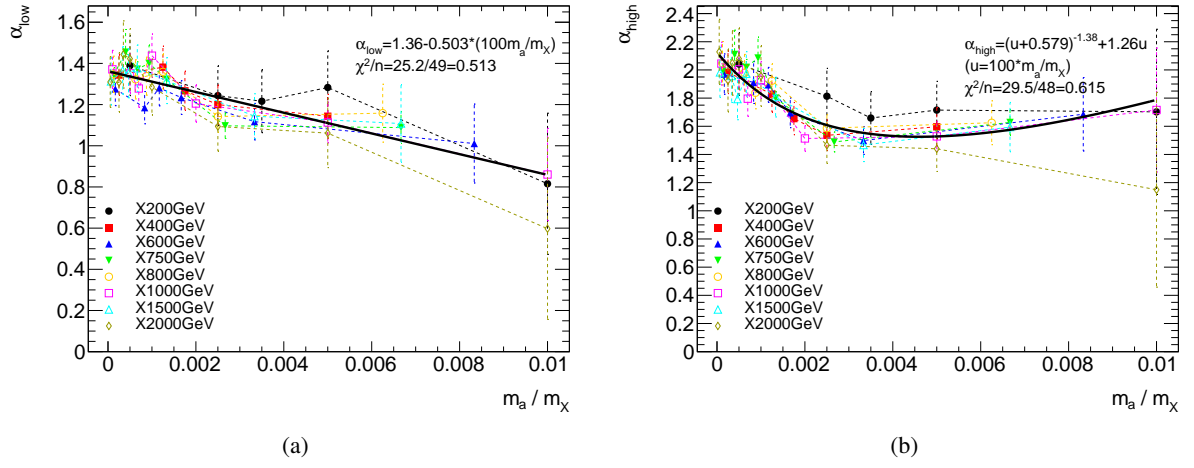 α_low
1.6
1.4
1.2
1
0.8
0.6
0.4
0.2
0
α_low=1.36-0.503*(100m_a/m_X)
χ²/n=25.2/49=0.513
X200GeV
X400GeV
X600GeV
X750GeV
X800GeV
X1000GeV
X1500GeV
X2000GeV
0 0.002 0.004 0.006 0.008 0.01
m_a / m_X
(a)
α_high
2.4
2.2
2
1.8
1.6
1.4
1.2
1
0.8
0.6
0.4
0.2
0
α_high=(u+0.579)^-1.38+1.26u
(u=100*m_a/m_X)
χ²/n=29.5/48=0.615
X200GeV
X400GeV
X600GeV
X750GeV
X800GeV
X1000GeV
X1500GeV
X2000GeV
0 0.002 0.004 0.006 0.008 0.01
m_a / m_X
(b)